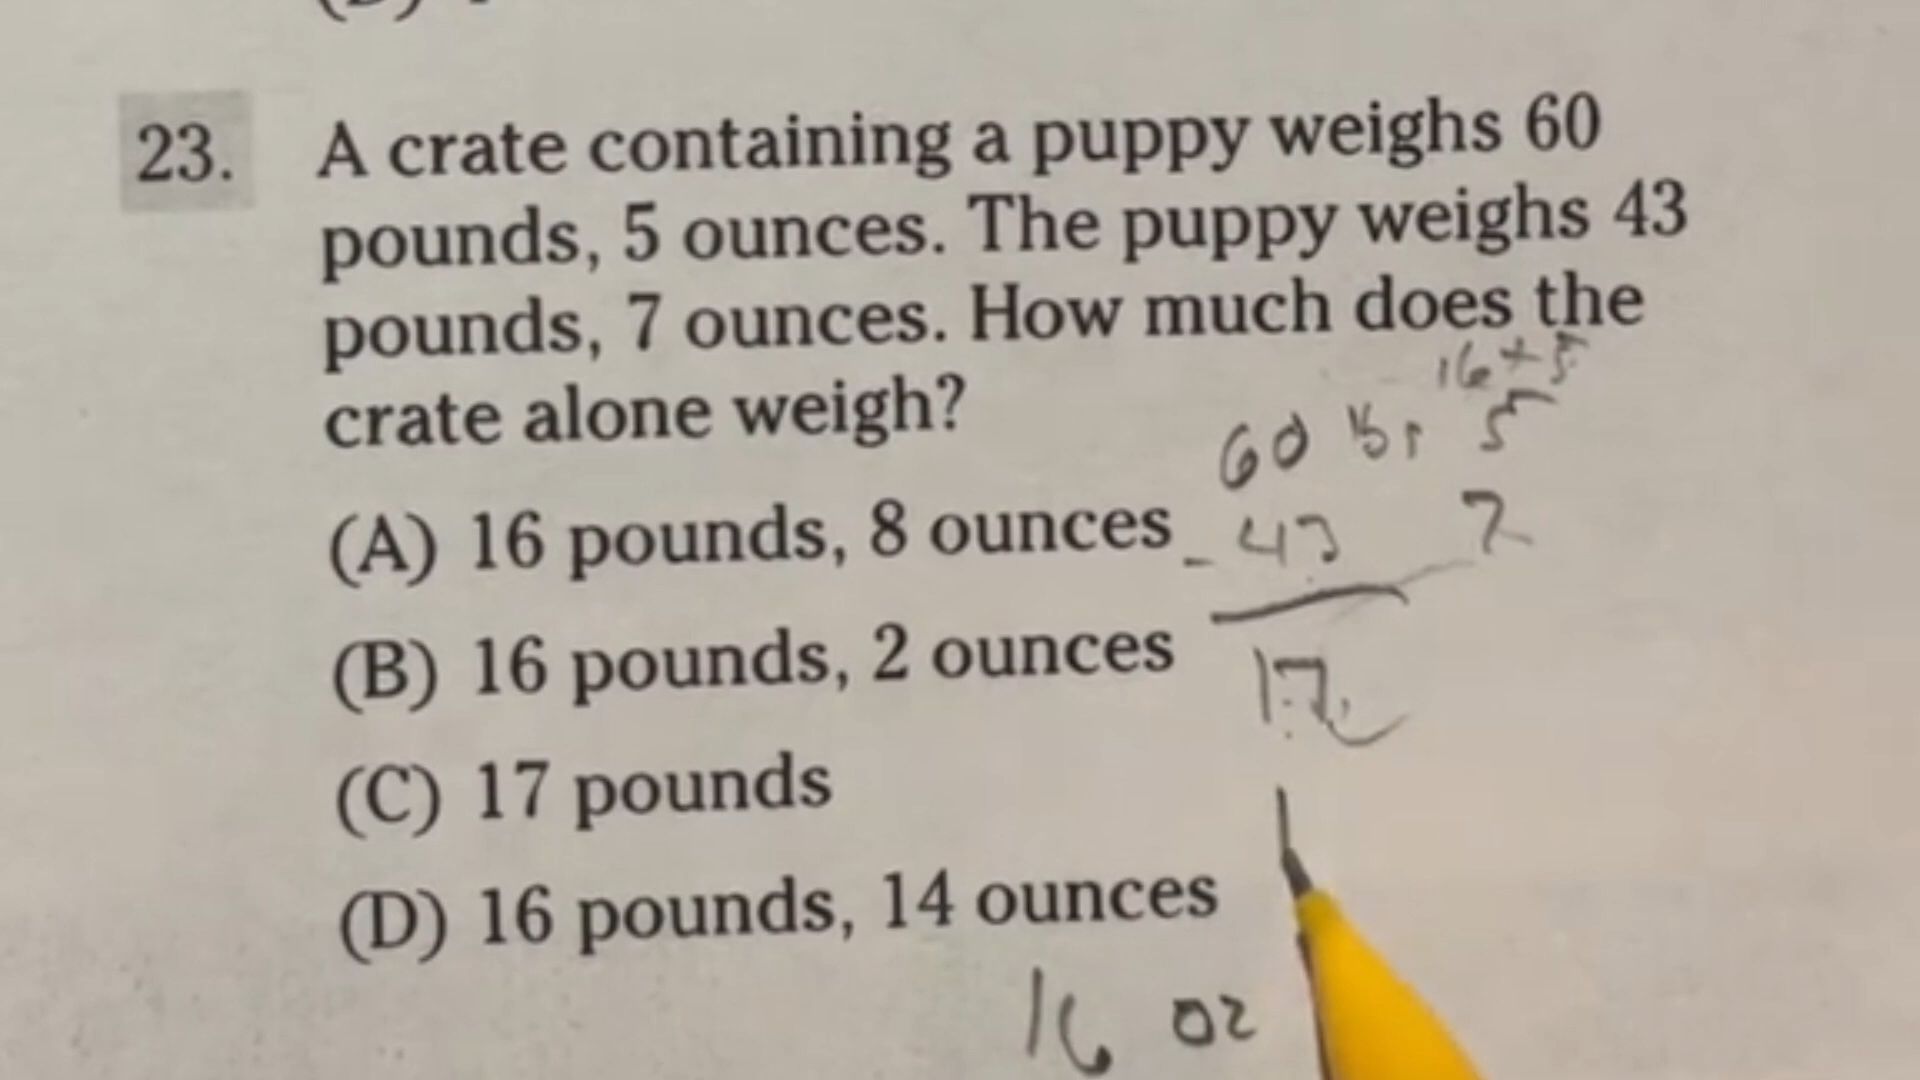 23. A crate containing a puppy weighs 60
pounds, 5 ounces. The puppy weighs 43
pounds, 7 ounces. How much does the
crate alone weigh?
16 + 5
60 lb, 5
(A) 16 pounds, 8 ounces
- 43 7
(B) 16 pounds, 2 ounces
17
(C) 17 pounds
(D) 16 pounds, 14 ounces
16 oz